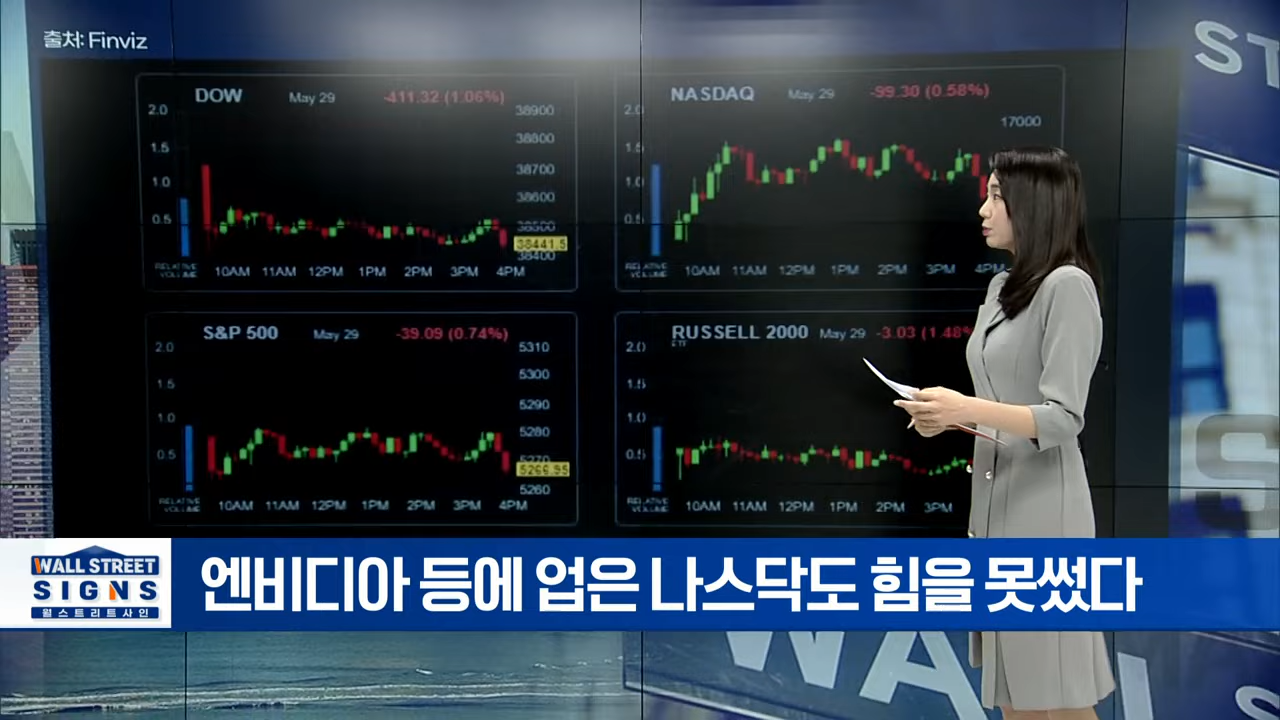 출처: Finviz
ST
DOW May 29 -411.32 (1.06%)
2.0
1.5
1.0
0.5
38900
38800
38700
38600
38500
38441.5
38400
RELATIVE
VOLUME
10AM 11AM 12PM 1PM 2PM 3PM 4PM
NASDAQ May 29 -99.30 (0.58%)
2.0
1.5
1.0
0.5
17000
RELATIVE
VOLUME
10AM 11AM 12PM 1PM 2PM 3PM 4PM
S&P 500 May 29 -39.09 (0.74%)
2.0
1.5
1.0
0.5
5310
5300
5290
5280
5270
5266.95
5260
RELATIVE
VOLUME
10AM 11AM 12PM 1PM 2PM 3PM 4PM
RUSSELL 2000 May 29 -3.03 (1.48%
ETF
2.0
1.5
1.0
0.5
RELATIVE
VOLUME
10AM 11AM 12PM 1PM 2PM 3PM
S
WALL STREET
SIGNS
월스트리트사인
엔비디아 등에 업은 나스닥도 힘을 못썼다
WAL
S